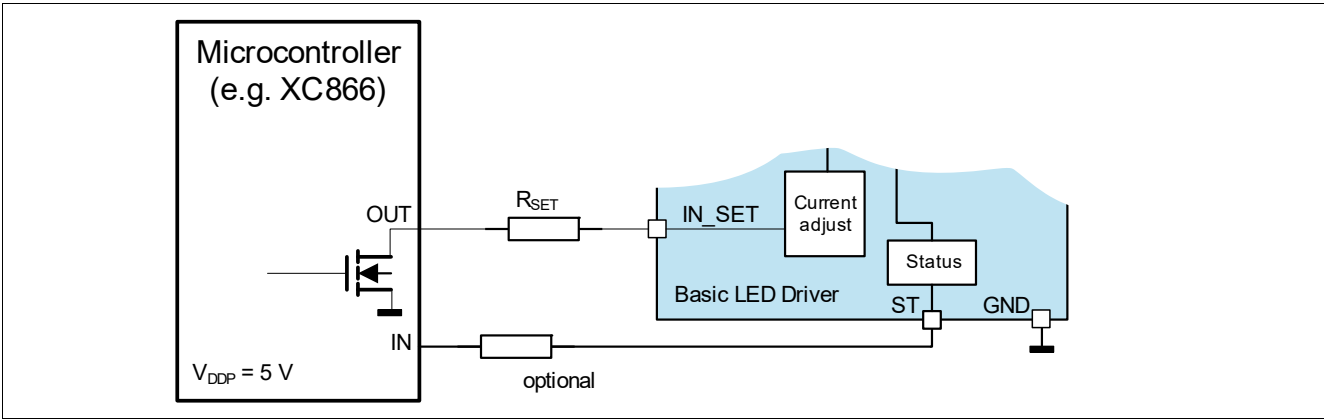 Microcontroller
(e.g. XC866)
OUT
RSET
IN_SET
Current
adjust
Status
Basic LED Driver
ST
GND
IN
VDDP = 5 V
optional